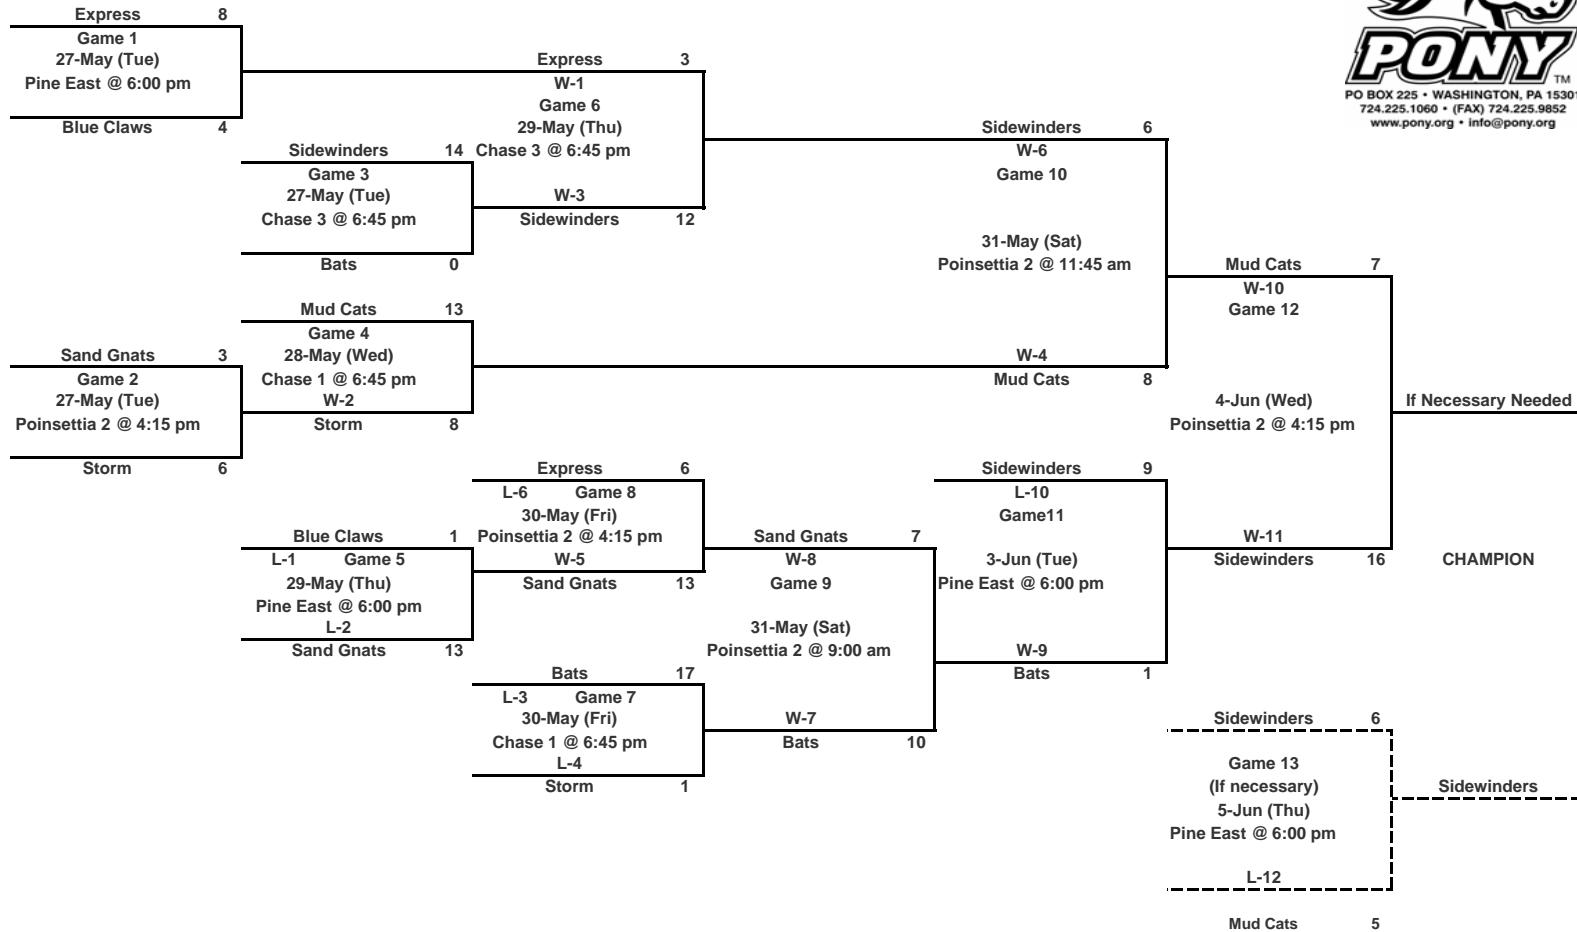 Express 8
Game 1
27-May (Tue)
Pine East @ 6:00 pm
Blue Claws 4
Sidewinders 14
Game 3
27-May (Tue)
Chase 3 @ 6:45 pm
Bats 0
Mud Cats 13
Game 4
28-May (Wed)
Chase 1 @ 6:45 pm
W-2
Storm 8
Sand Gnats 3
Game 2
27-May (Tue)
Poinsettia 2 @ 4:15 pm
Storm 6
Express 3
W-1
Game 6
29-May (Thu)
Chase 3 @ 6:45 pm
W-3
Sidewinders 12
Sidewinders 6
W-6
Game 10
31-May (Sat)
Poinsettia 2 @ 11:45 am
W-4
Mud Cats 8
Blue Claws 1
L-1 Game 5
29-May (Thu)
Pine East @ 6:00 pm
L-2
Sand Gnats 13
Express 6
L-6 Game 8
30-May (Fri)
Poinsettia 2 @ 4:15 pm
W-5
Sand Gnats 13
Bats 17
L-3 Game 7
30-May (Fri)
Chase 1 @ 6:45 pm
L-4
Storm 1
Sand Gnats 7
W-8
Game 9
31-May (Sat)
Poinsettia 2 @ 9:00 am
W-7
Bats 10
Sidewinders 9
L-10
Game11
3-Jun (Tue)
Pine East @ 6:00 pm
W-9
Bats 1
Mud Cats 7
W-10
Game 12
4-Jun (Wed)
Poinsettia 2 @ 4:15 pm
W-11
Sidewinders 16
If Necessary Needed
CHAMPION
Sidewinders 6
Game 13
(If necessary)
5-Jun (Thu)
Pine East @ 6:00 pm
L-12
Mud Cats 5
Sidewinders
PONY TM
PO BOX 225 • WASHINGTON, PA 15301
724.225.1060 • (FAX) 724.225.9852
www.pony.org • info@pony.org